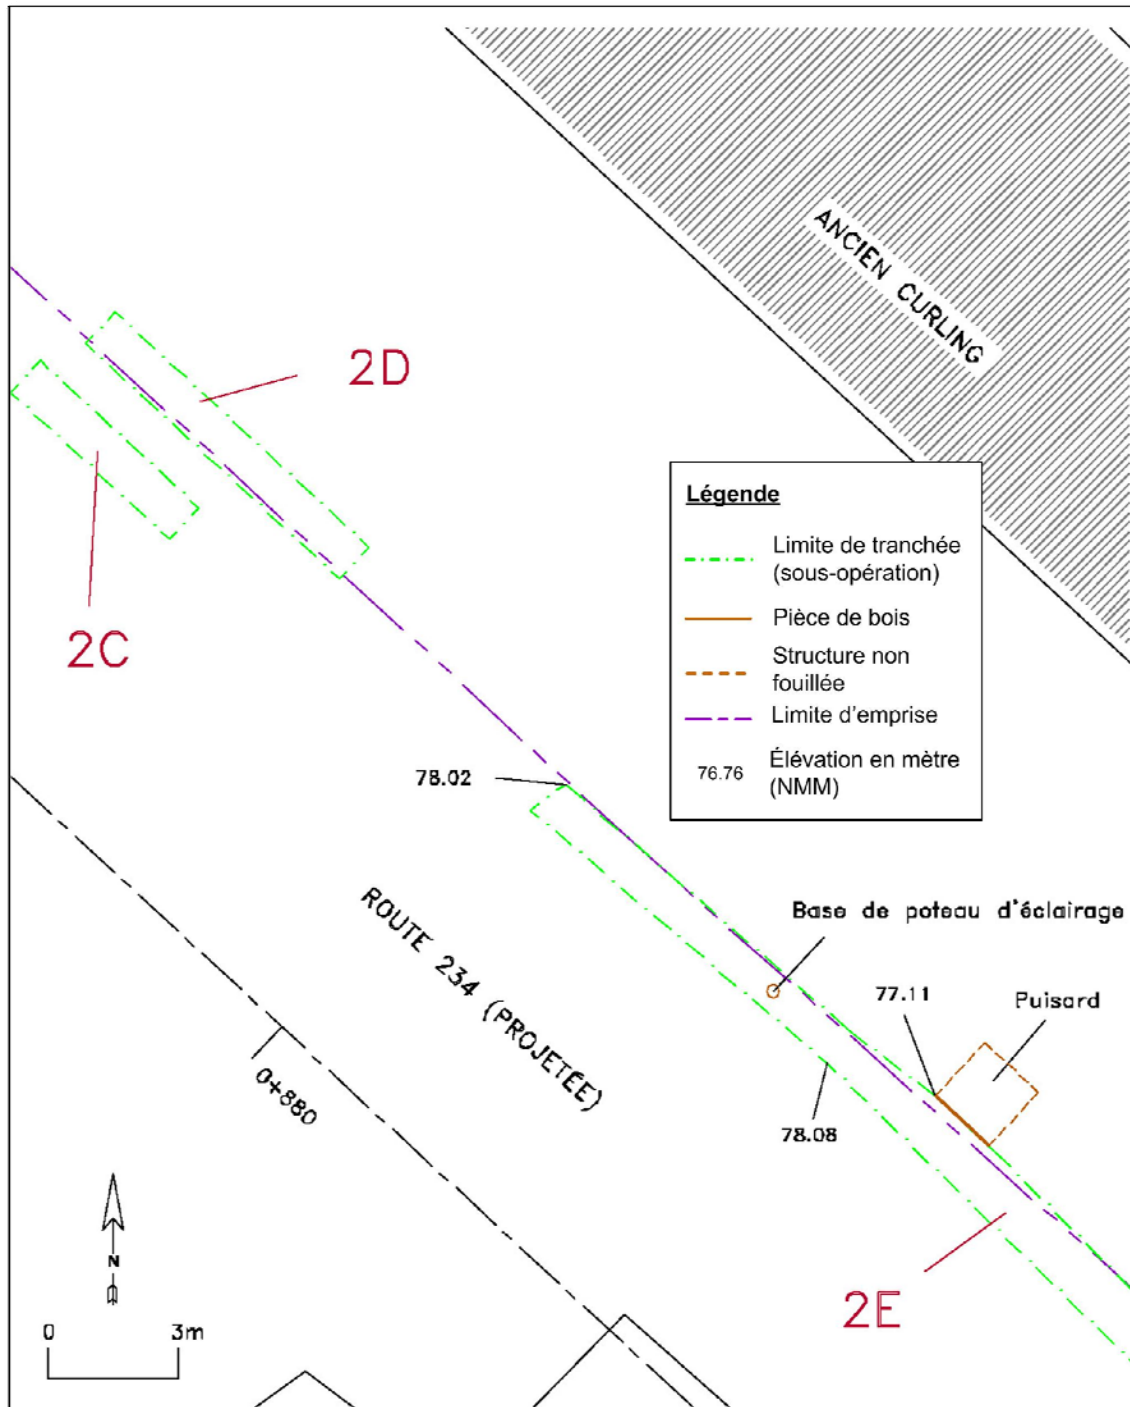 ANCIEN CURLING
2D
2C
Légende
Limite de tranchée
(sous-opération)
Pièce de bois
Structure non
fouillée
Limite d'emprise
76.76
Élévation en mètre
(NMM)
78.02
ROUTE 234 (PROJETÉE)
Base de poteau d'éclairage
77.11
Puisard
0+880
78.08
2E
N
0 3m